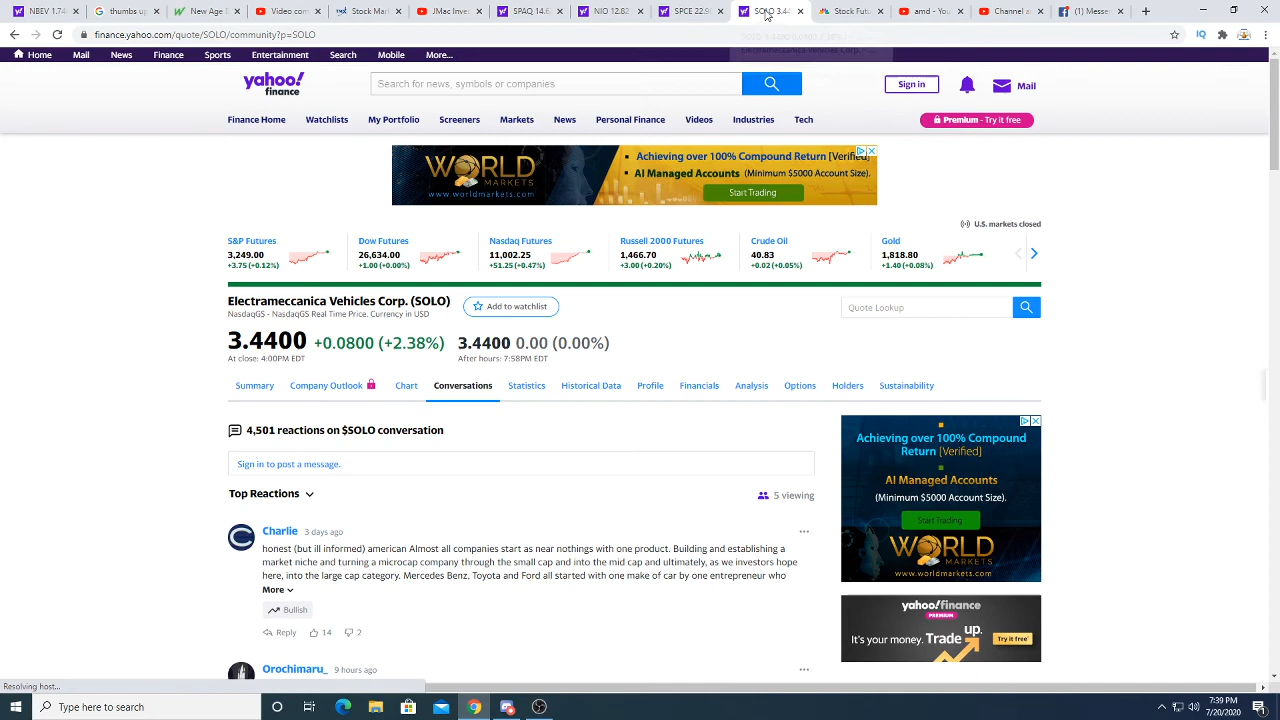 NBEV 1.74
thumbs up
New Age
Stock Mo
IMAC
SPAQ 14.6
NIO 12.82
SPCE 22.9
SOLO 3.44
Stock Futu
Channel a
(1) Messer
finance.yahoo.com/quote/SOLO/community?p=SOLO
Home Mail News Finance Sports Entertainment Search Mobile More...
yahoo!
finance
Search for news, symbols or companies
Sign in
Mail
Finance Home Watchlists My Portfolio Screeners Markets News Personal Finance Videos Industries Tech
Premium - Try it free
WORLD
MARKETS
www.worldmarkets.com
Achieving over 100% Compound Return [Verified]
AI Managed Accounts (Minimum $5000 Account Size).
Start Trading
U.S. markets closed
S&P Futures
3,249.00
+3.75 (+0.12%)
Dow Futures
26,634.00
+1.00 (+0.00%)
Nasdaq Futures
11,002.25
+51.25 (+0.47%)
Russell 2000 Futures
1,466.70
+3.00 (+0.20%)
Crude Oil
40.83
+0.02 (+0.05%)
Gold
1,818.80
+1.40 (+0.08%)
Electrameccanica Vehicles Corp. (SOLO)
Add to watchlist
NasdaqGS - NasdaqGS Real Time Price. Currency in USD
Quote Lookup
3.4400 +0.0800 (+2.38%)
At close: 4:00PM EDT
3.4400 0.00 (0.00%)
After hours: 7:58PM EDT
Summary Company Outlook Chart Conversations Statistics Historical Data Profile Financials Analysis Options Holders Sustainability
4,501 reactions on $SOLO conversation
Sign in to post a message.
Top Reactions
5 viewing
Charlie 3 days ago
honest (but ill informed) american Almost all companies start as near nothings with one product. Building and establishing a
market niche and turning a microcap company through the small cap and into the mid cap and ultimately, as we investors hope
here, into the large cap category. Mercedes Benz, Toyota and Ford all started with one make of car by one entrepreneur who
More
Bullish
Reply 14 2
Orochimaru_ 9 hours ago
Achieving over 100% Compound
Return [Verified]
AI Managed Accounts
(Minimum $5000 Account Size).
Start Trading
WORLD
MARKETS
www.worldmarkets.com
yahoo!finance
PREMIUM
It's your money. Trade up.
Try it free*
Resolving host...
Type here to search
7:39 PM
7/20/2020